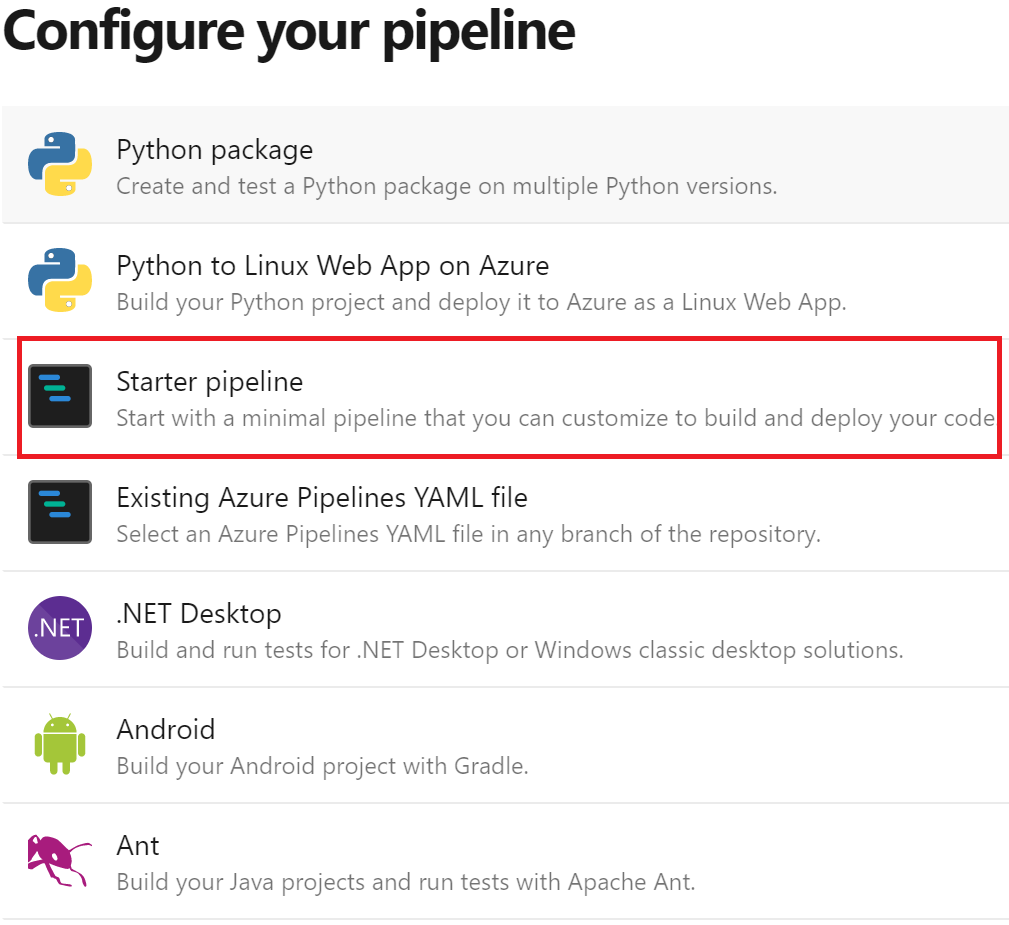 Configure your pipeline
Python package
Create and test a Python package on multiple Python versions.
Python to Linux Web App on Azure
Build your Python project and deploy it to Azure as a Linux Web App.
Starter pipeline
Start with a minimal pipeline that you can customize to build and deploy your code.
Existing Azure Pipelines YAML file
Select an Azure Pipelines YAML file in any branch of the repository.
.NET
.NET Desktop
Build and run tests for .NET Desktop or Windows classic desktop solutions.
Android
Build your Android project with Gradle.
Ant
Build your Java projects and run tests with Apache Ant.